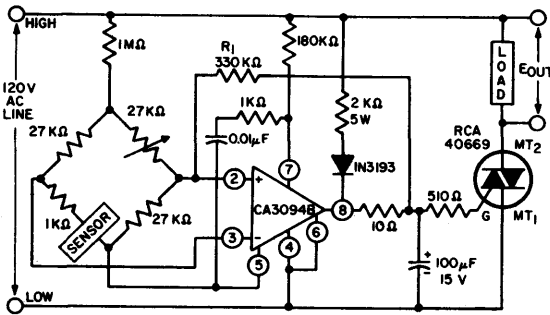 HIGH
120V
AC
LINE
LOW
1MΩ
27KΩ
27KΩ
1KΩ
SENSOR
27KΩ
R1
330KΩ
1KΩ
0.01μF
180KΩ
2 KΩ
5W
IN3193
2
+
3
-
CA3094B
7
5
4
6
8
10Ω
510Ω
+
100μF
15 V
RCA
40669
MT2
G
MT1
LOAD
EOUT